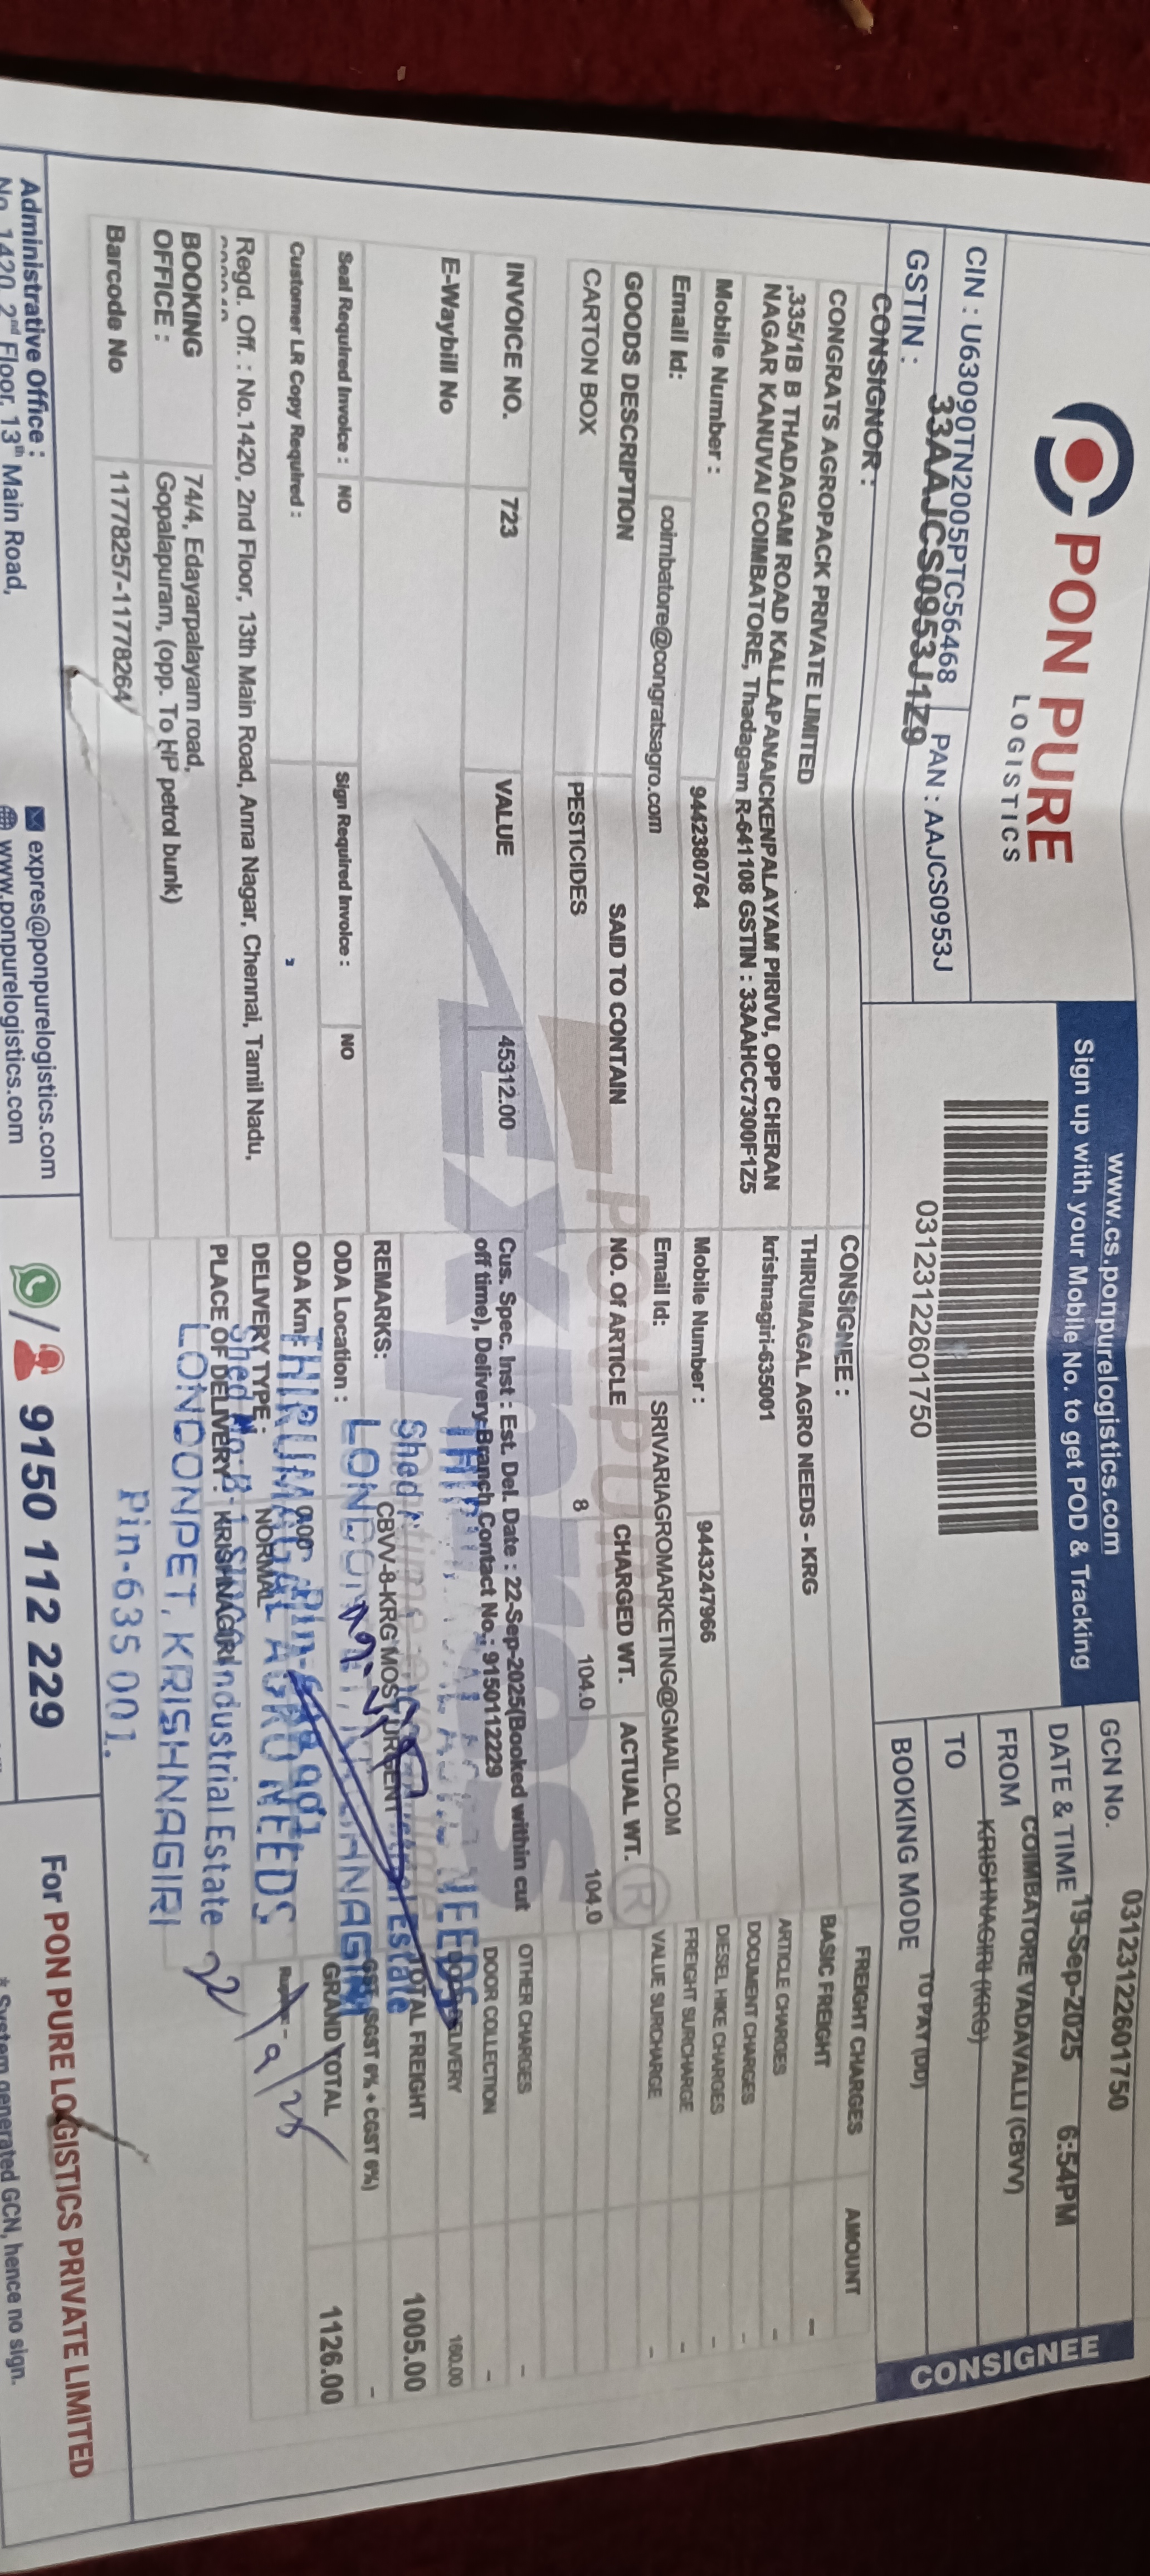 PON PURE
LOGISTICS
CIN : U63090TN2005PTC56468
PAN : AAJCS0953J
GSTIN : 33AAJCS0953J1Z9
www.cs.ponpurelogistics.com
Sign up with your Mobile No. to get POD & Tracking
03123122601750
GCN No. 03123122601750
DATE & TIME 19-Sep-2025 6:54PM
FROM COIMBATORE VADAVALLI (CBVV)
TO KRISHNAGIRI (KRG)
BOOKING MODE TO PAY (DD)
CONSIGNEE
CONSIGNOR :
CONGRATS AGROPACK PRIVATE LIMITED
,335/1B B THADAGAM ROAD KALLAPANAICKENPALAYAM PIRIVU, OPP CHERAN
NAGAR KANUVAI COIMBATORE, Thadagam R-641108 GSTIN : 33AAHCC7300F1Z5
Mobile Number : 9442380764
Email Id: coimbatore@congratsagro.com
CONSIGNEE :
THIRUMAGAL AGRO NEEDS - KRG
krishnagiri-635001
Mobile Number : 9443247966
Email Id: SRIVARIAGROMARKETING@GMAIL.COM
GOODS DESCRIPTION SAID TO CONTAIN NO. OF ARTICLE CHARGED WT. ACTUAL WT.
CARTON BOX PESTICIDES 8 104.0 104.0
INVOICE NO. 723 VALUE 45312.00
E-Waybill No
Cus. Spec. Inst : Est. Del. Date : 22-Sep-2025(Booked within cut
off time), Delivery Branch Contact No.: 9150112229
REMARKS: CBVV-8-KRG MOST URGENT
Seal Required Invoice : NO Sign Required Invoice : NO
ODA Location :
Customer LR Copy Required :
ODA Km : 0.00
Regd. Off. : No.1420, 2nd Floor, 13th Main Road, Anna Nagar, Chennai, Tamil Nadu,
DELIVERY TYPE : NORMAL
BOOKING OFFICE : 74/4, Edayarpalayam road,
Gopalapuram, (opp. To HP petrol bunk)
PLACE OF DELIVERY : KRISHNAGIRI
Barcode No 11778257-11778264
FREIGHT CHARGES AMOUNT
BASIC FREIGHT -
ARTICLE CHARGES -
DOCUMENT CHARGES -
DIESEL HIKE CHARGES -
FREIGHT SURCHARGE -
VALUE SURCHARGE -
OTHER CHARGES -
DOOR COLLECTION -
DOOR DELIVERY 160.00
TOTAL FREIGHT 1005.00
GST (SGST 6% + CGST 6%) -
GRAND TOTAL 1126.00
PON PURE
Xpress
THIRUMAGAL AGRO NEEDS
Industrial Estate
LONDONPET, KRISHNAGIRI
Pin-635 001.
Administrative Office :
No. 1420, 2nd Floor, 13th Main Road,
expres@ponpurelogistics.com
www.ponpurelogistics.com
9150 112 229
For PON PURE LOGISTICS PRIVATE LIMITED
* System generated GCN, hence no sign.